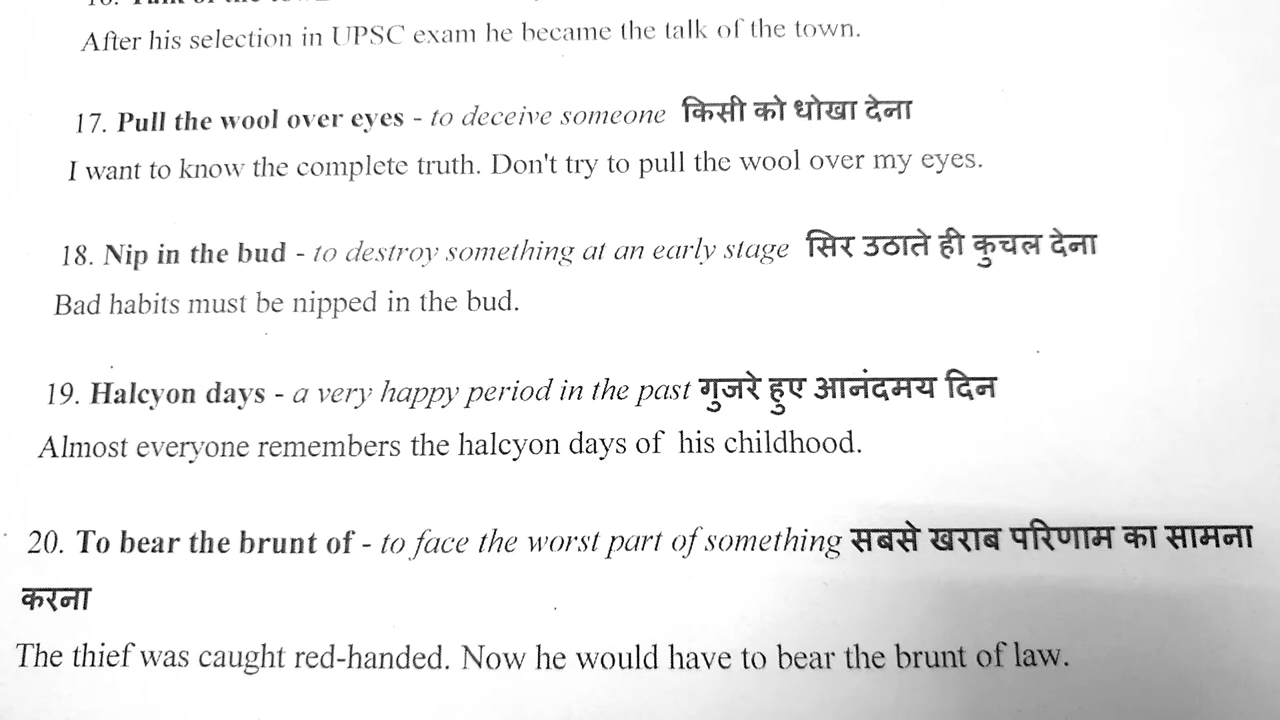 After his selection in UPSC exam he became the talk of the town.
17. Pull the wool over eyes - to deceive someone किसी को धोखा देना
I want to know the complete truth. Don't try to pull the wool over my eyes.
18. Nip in the bud - to destroy something at an early stage सिर उठाते ही कुचल देना
Bad habits must be nipped in the bud.
19. Halcyon days - a very happy period in the past गुजरे हुए आनंदमय दिन
Almost everyone remembers the halcyon days of his childhood.
20. To bear the brunt of - to face the worst part of something सबसे खराब परिणाम का सामना
करना
The thief was caught red-handed. Now he would have to bear the brunt of law.